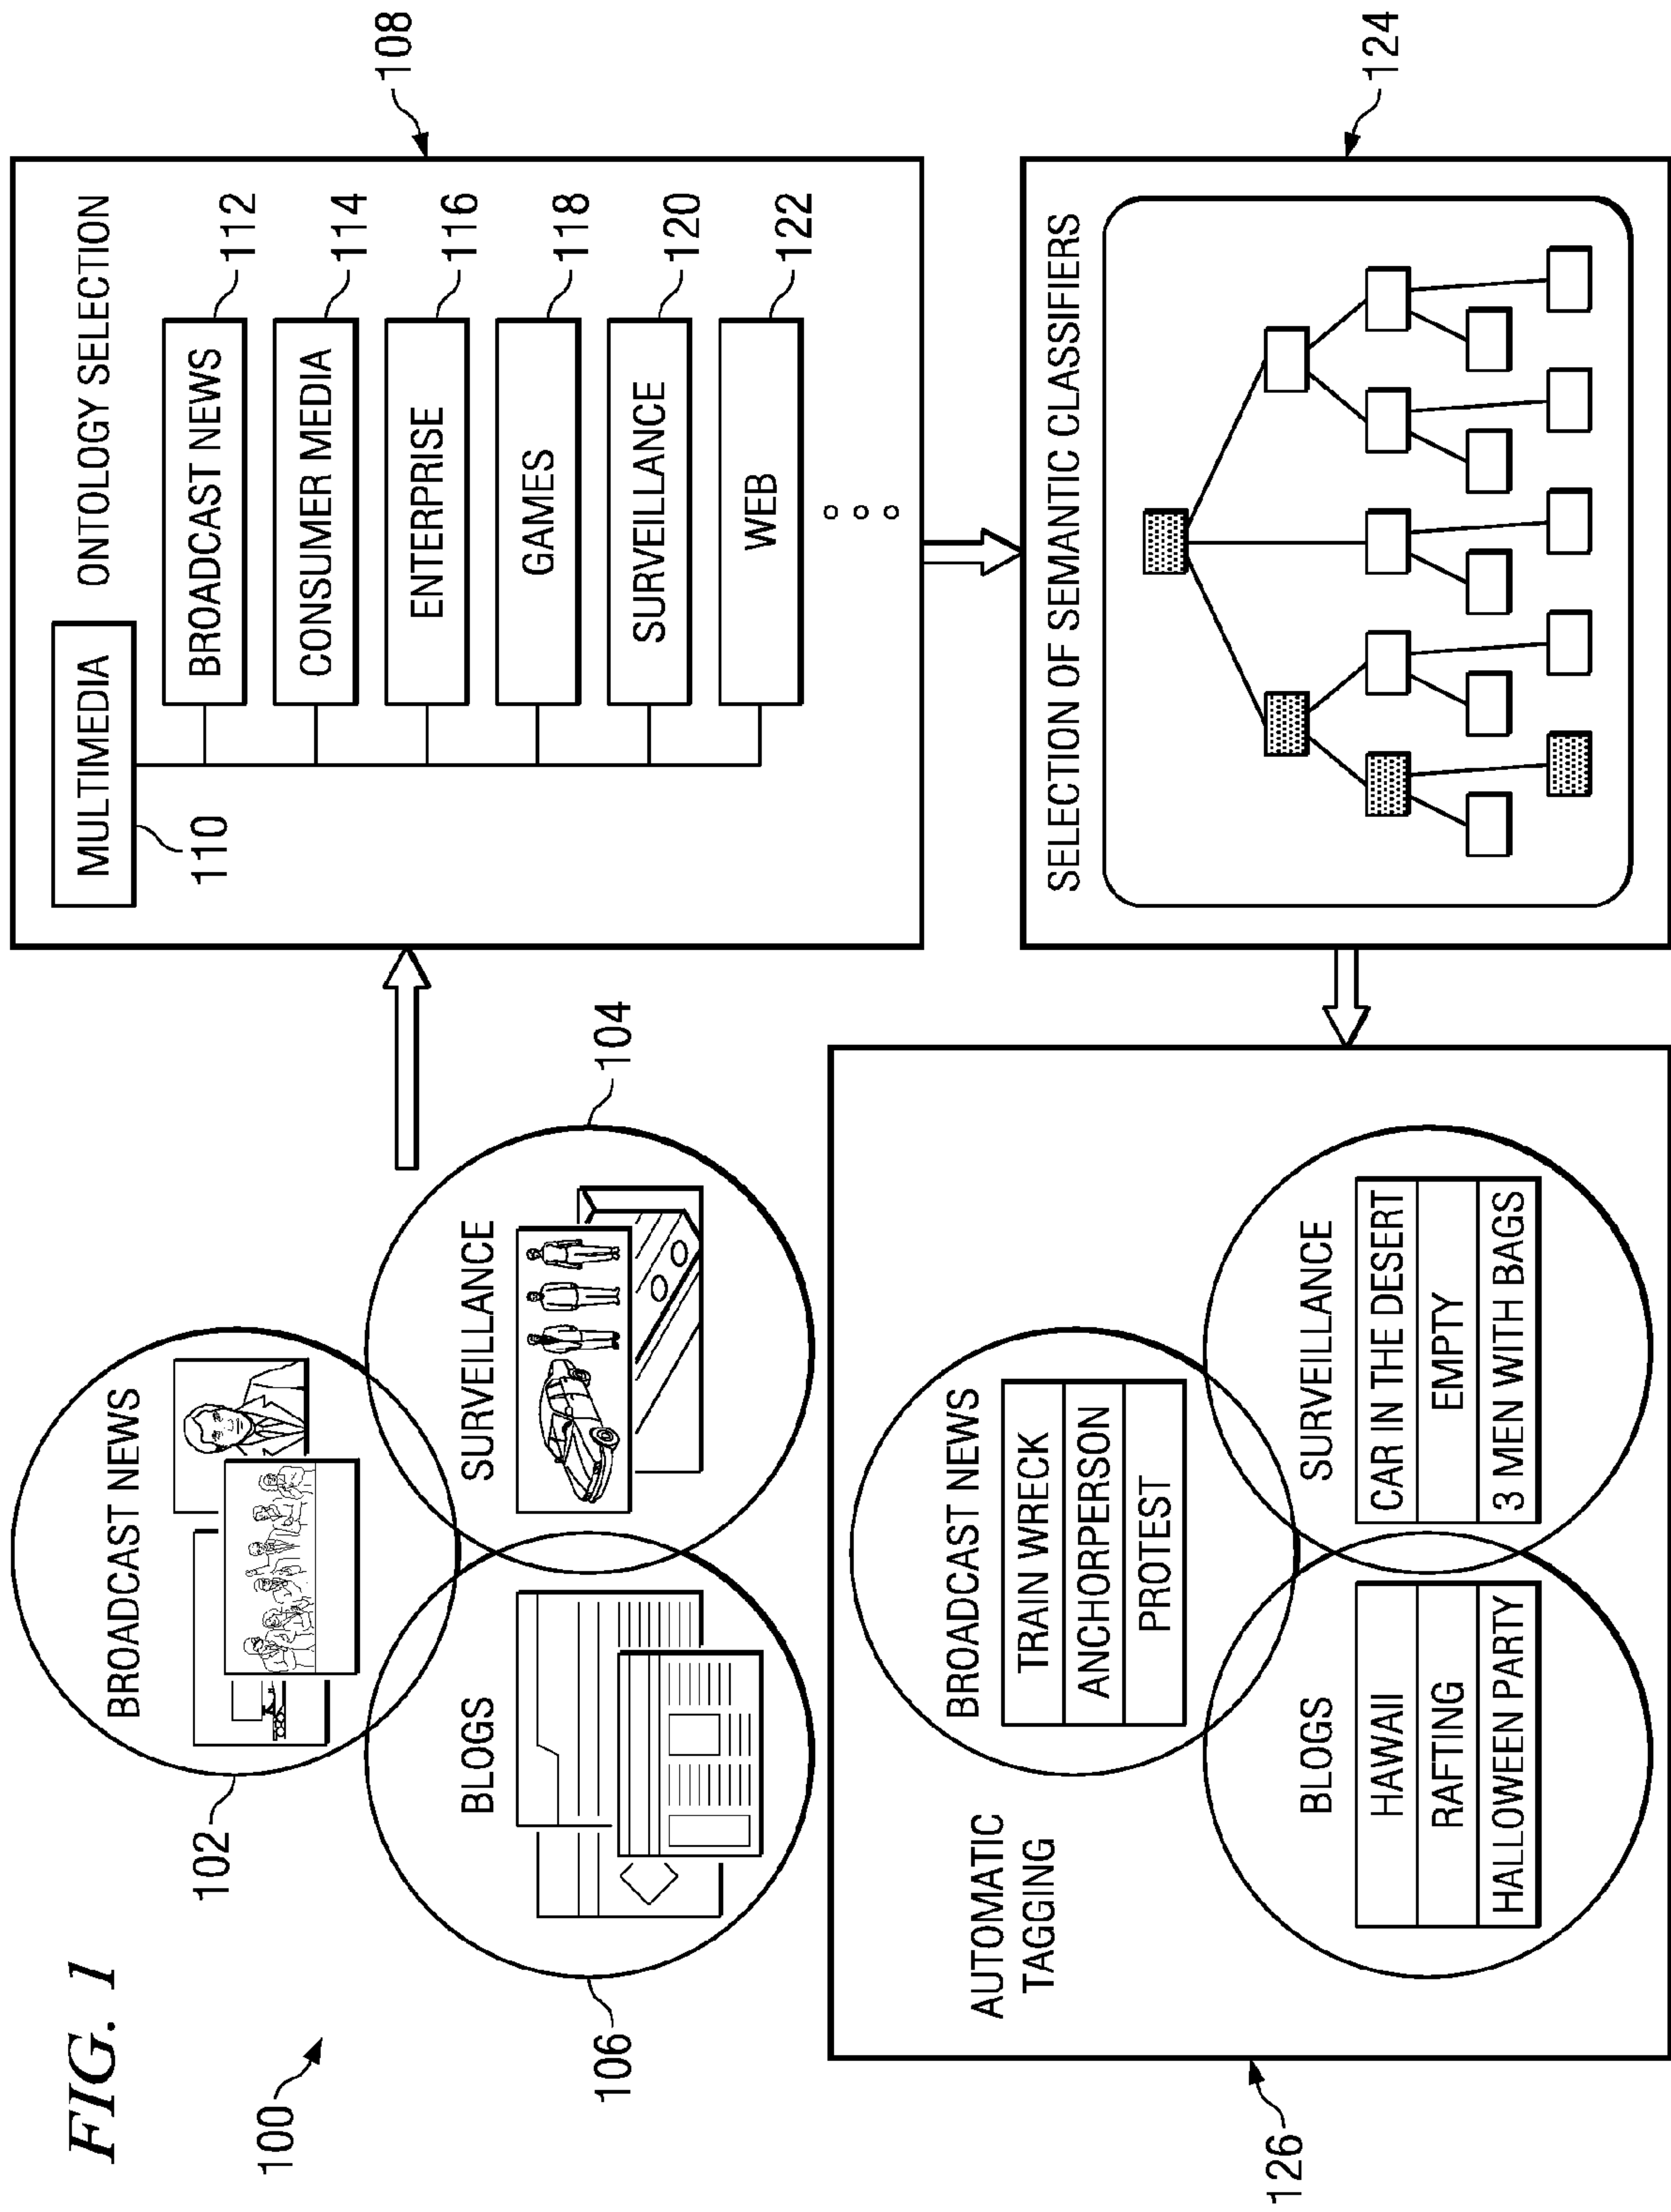 FIG. 1
100
102
BROADCAST NEWS
BLOGS
106
SURVEILLANCE
104
108
MULTIMEDIA
ONTOLOGY SELECTION
110
BROADCAST NEWS
112
CONSUMER MEDIA
114
ENTERPRISE
116
GAMES
118
SURVEILLANCE
120
WEB
122
SELECTION OF SEMANTIC CLASSIFIERS
124
AUTOMATIC
TAGGING
126
BROADCAST NEWS
TRAIN WRECK
ANCHORPERSON
PROTEST
BLOGS
HAWAII
RAFTING
HALLOWEEN PARTY
SURVEILLANCE
CAR IN THE DESERT
EMPTY
3 MEN WITH BAGS